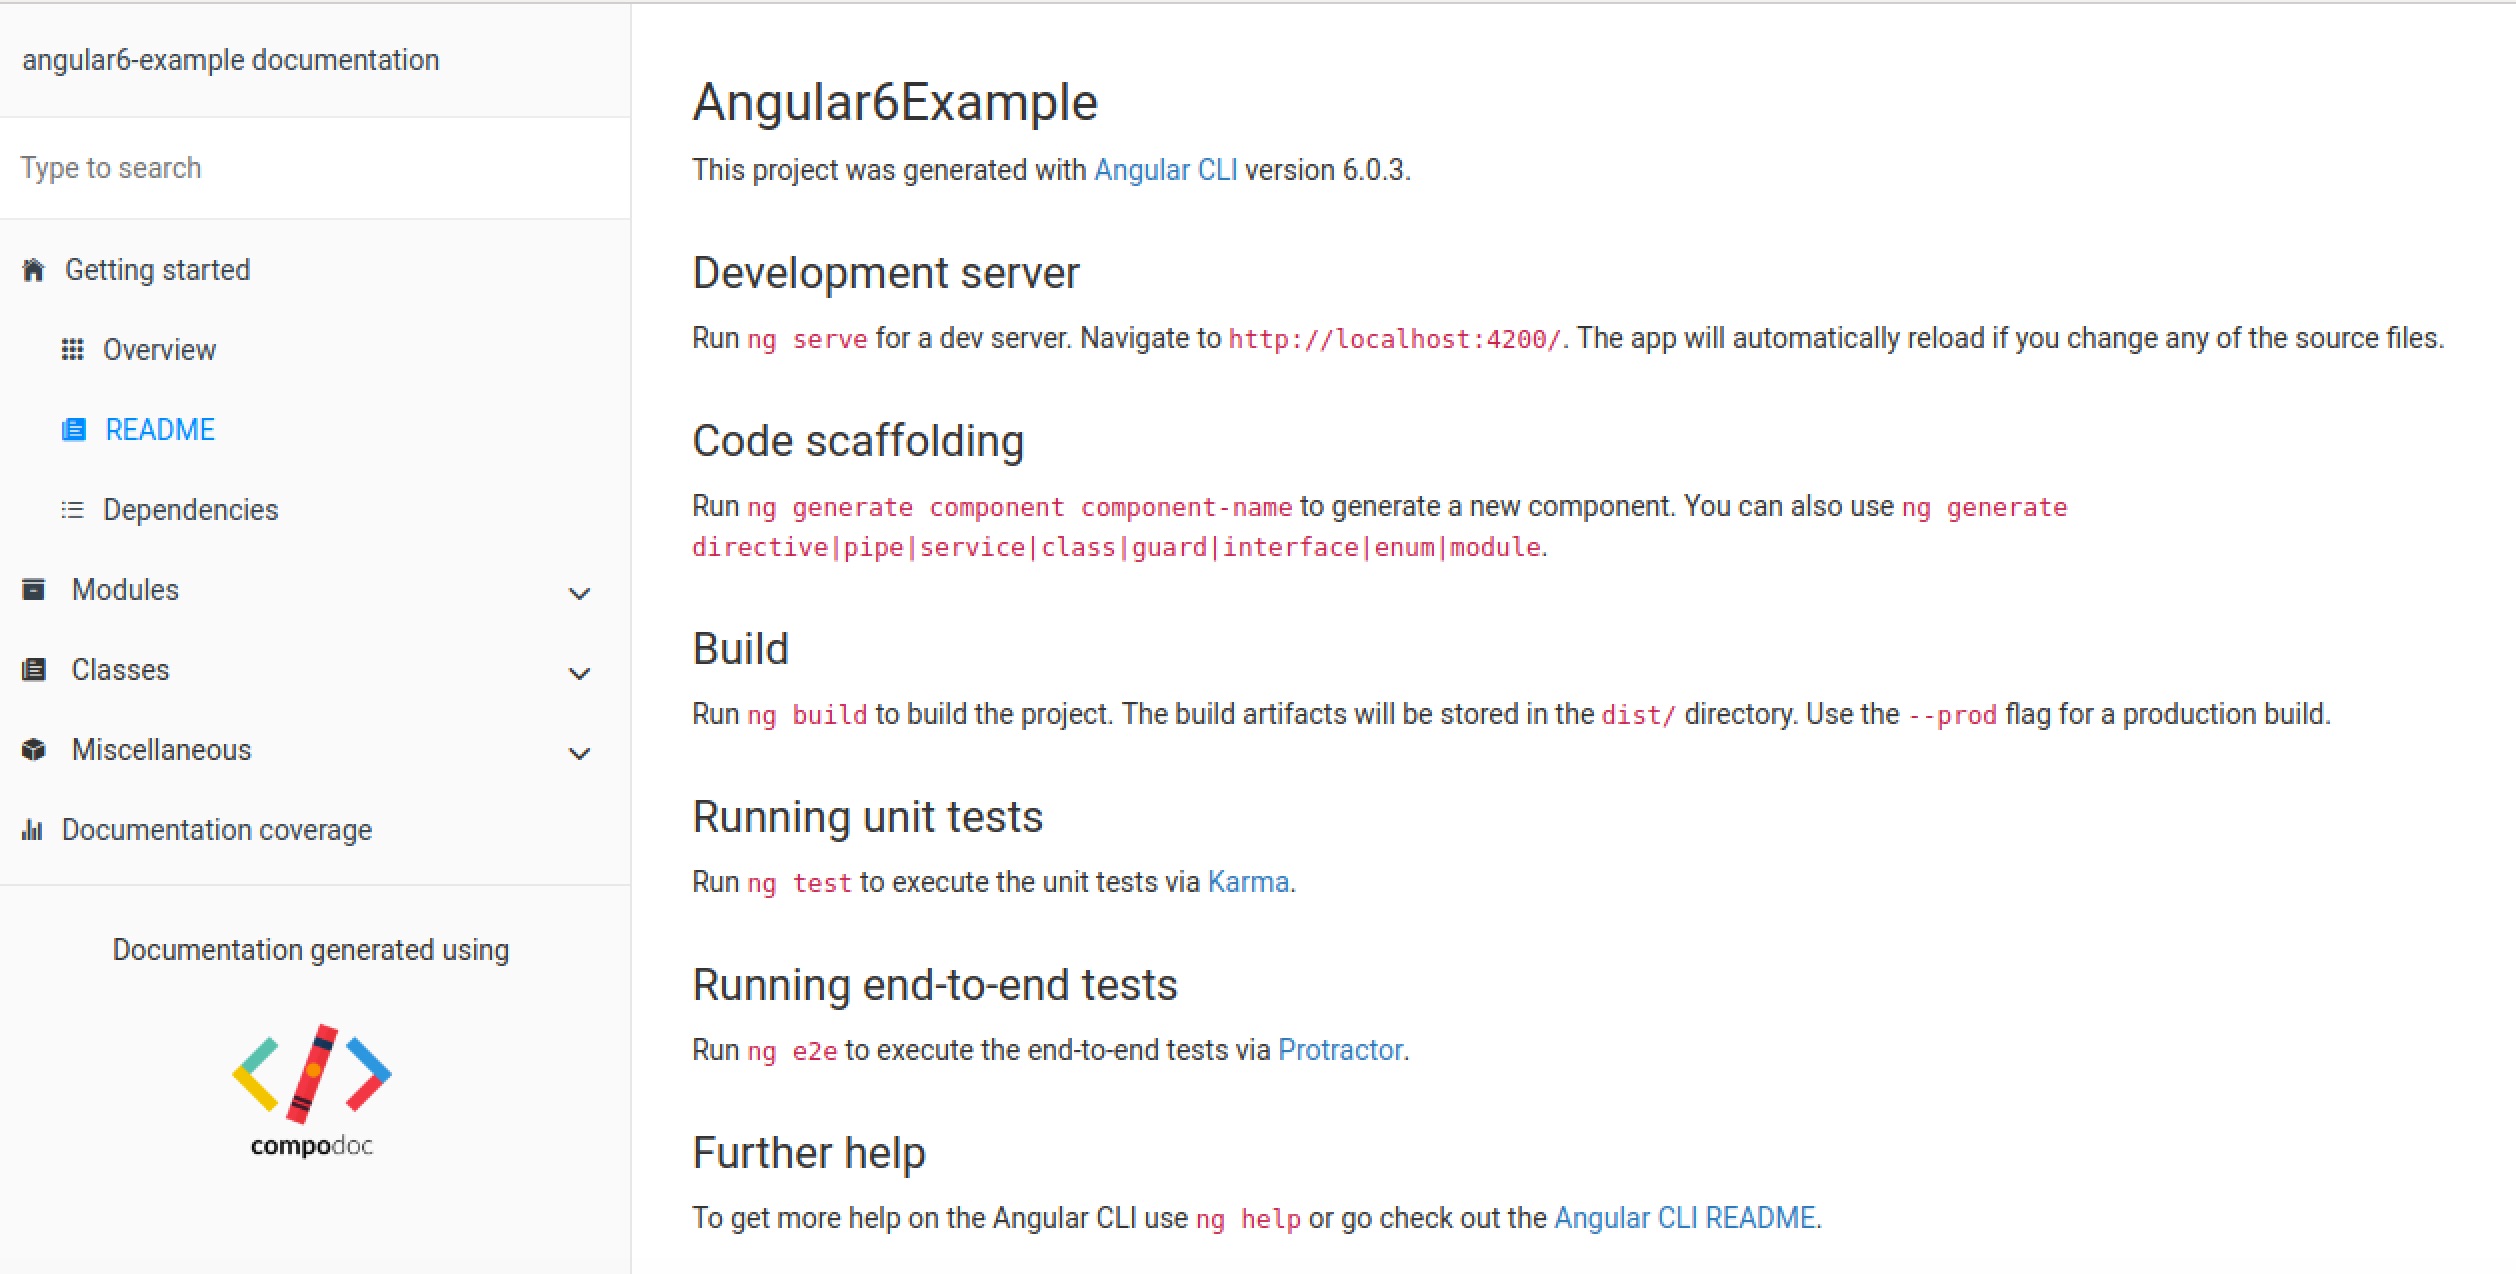 angular6-example documentation
Type to search
Getting started
Overview
README
Dependencies
Modules
Classes
Miscellaneous
Documentation coverage
Documentation generated using
compodoc
Angular6Example
This project was generated with Angular CLI version 6.0.3.
Development server
Run ng serve for a dev server. Navigate to http://localhost:4200/. The app will automatically reload if you change any of the source files.
Code scaffolding
Run ng generate component component-name to generate a new component. You can also use ng generate
directive|pipe|service|class|guard|interface|enum|module.
Build
Run ng build to build the project. The build artifacts will be stored in the dist/ directory. Use the --prod flag for a production build.
Running unit tests
Run ng test to execute the unit tests via Karma.
Running end-to-end tests
Run ng e2e to execute the end-to-end tests via Protractor.
Further help
To get more help on the Angular CLI use ng help or go check out the Angular CLI README.